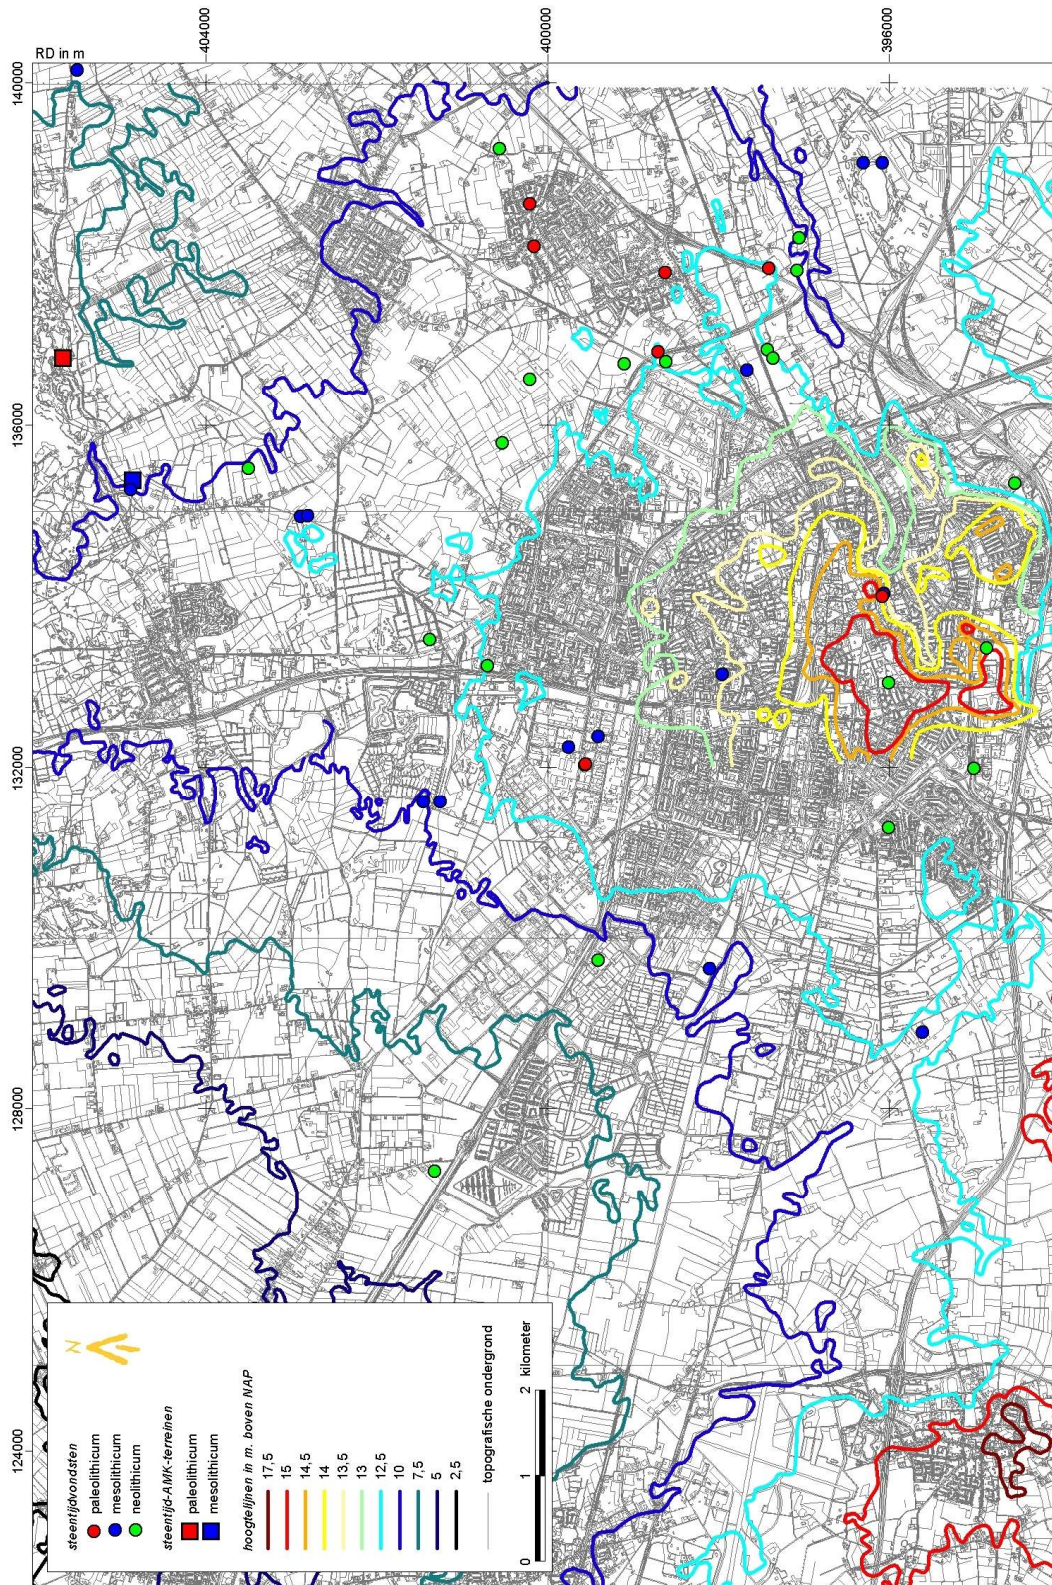 RD in m
404000
400000
396000
140000
136000
132000
128000
124000
N
steentijdvondsten
paleolithicum
mesolithicum
neolithicum
steentijd-AMK-terreinen
paleolithicum
mesolithicum
hoogtelijnen in m. boven NAP
17,5
15
14,5
14
13,5
13
12,5
10
7,5
5
2,5
topografische ondergrond
0 1 2 kilometer